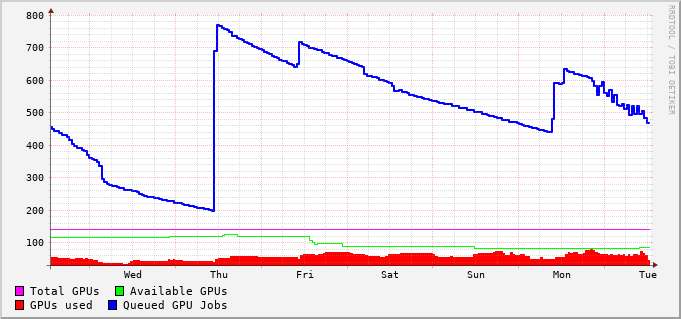 800
700
600
500
400
300
200
100
Wed Thu Fri Sat Sun Mon Tue
Total GPUs Available GPUs
GPUs used Queued GPU Jobs
RRDTOOL / TOBI OETIKER